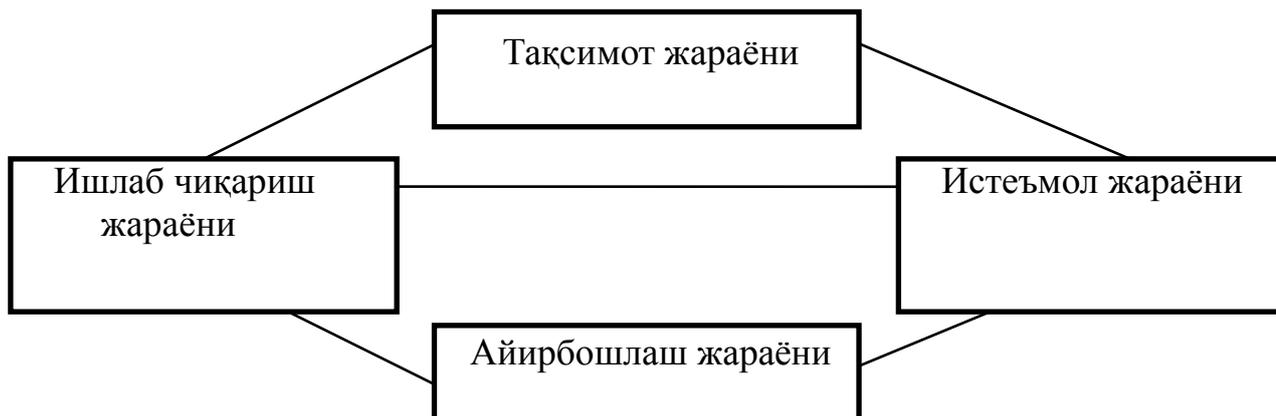 Тақсимот жараёни
Ишлаб чиқариш
жараёни
Истеъмол жараёни
Айирбошлаш жараёни